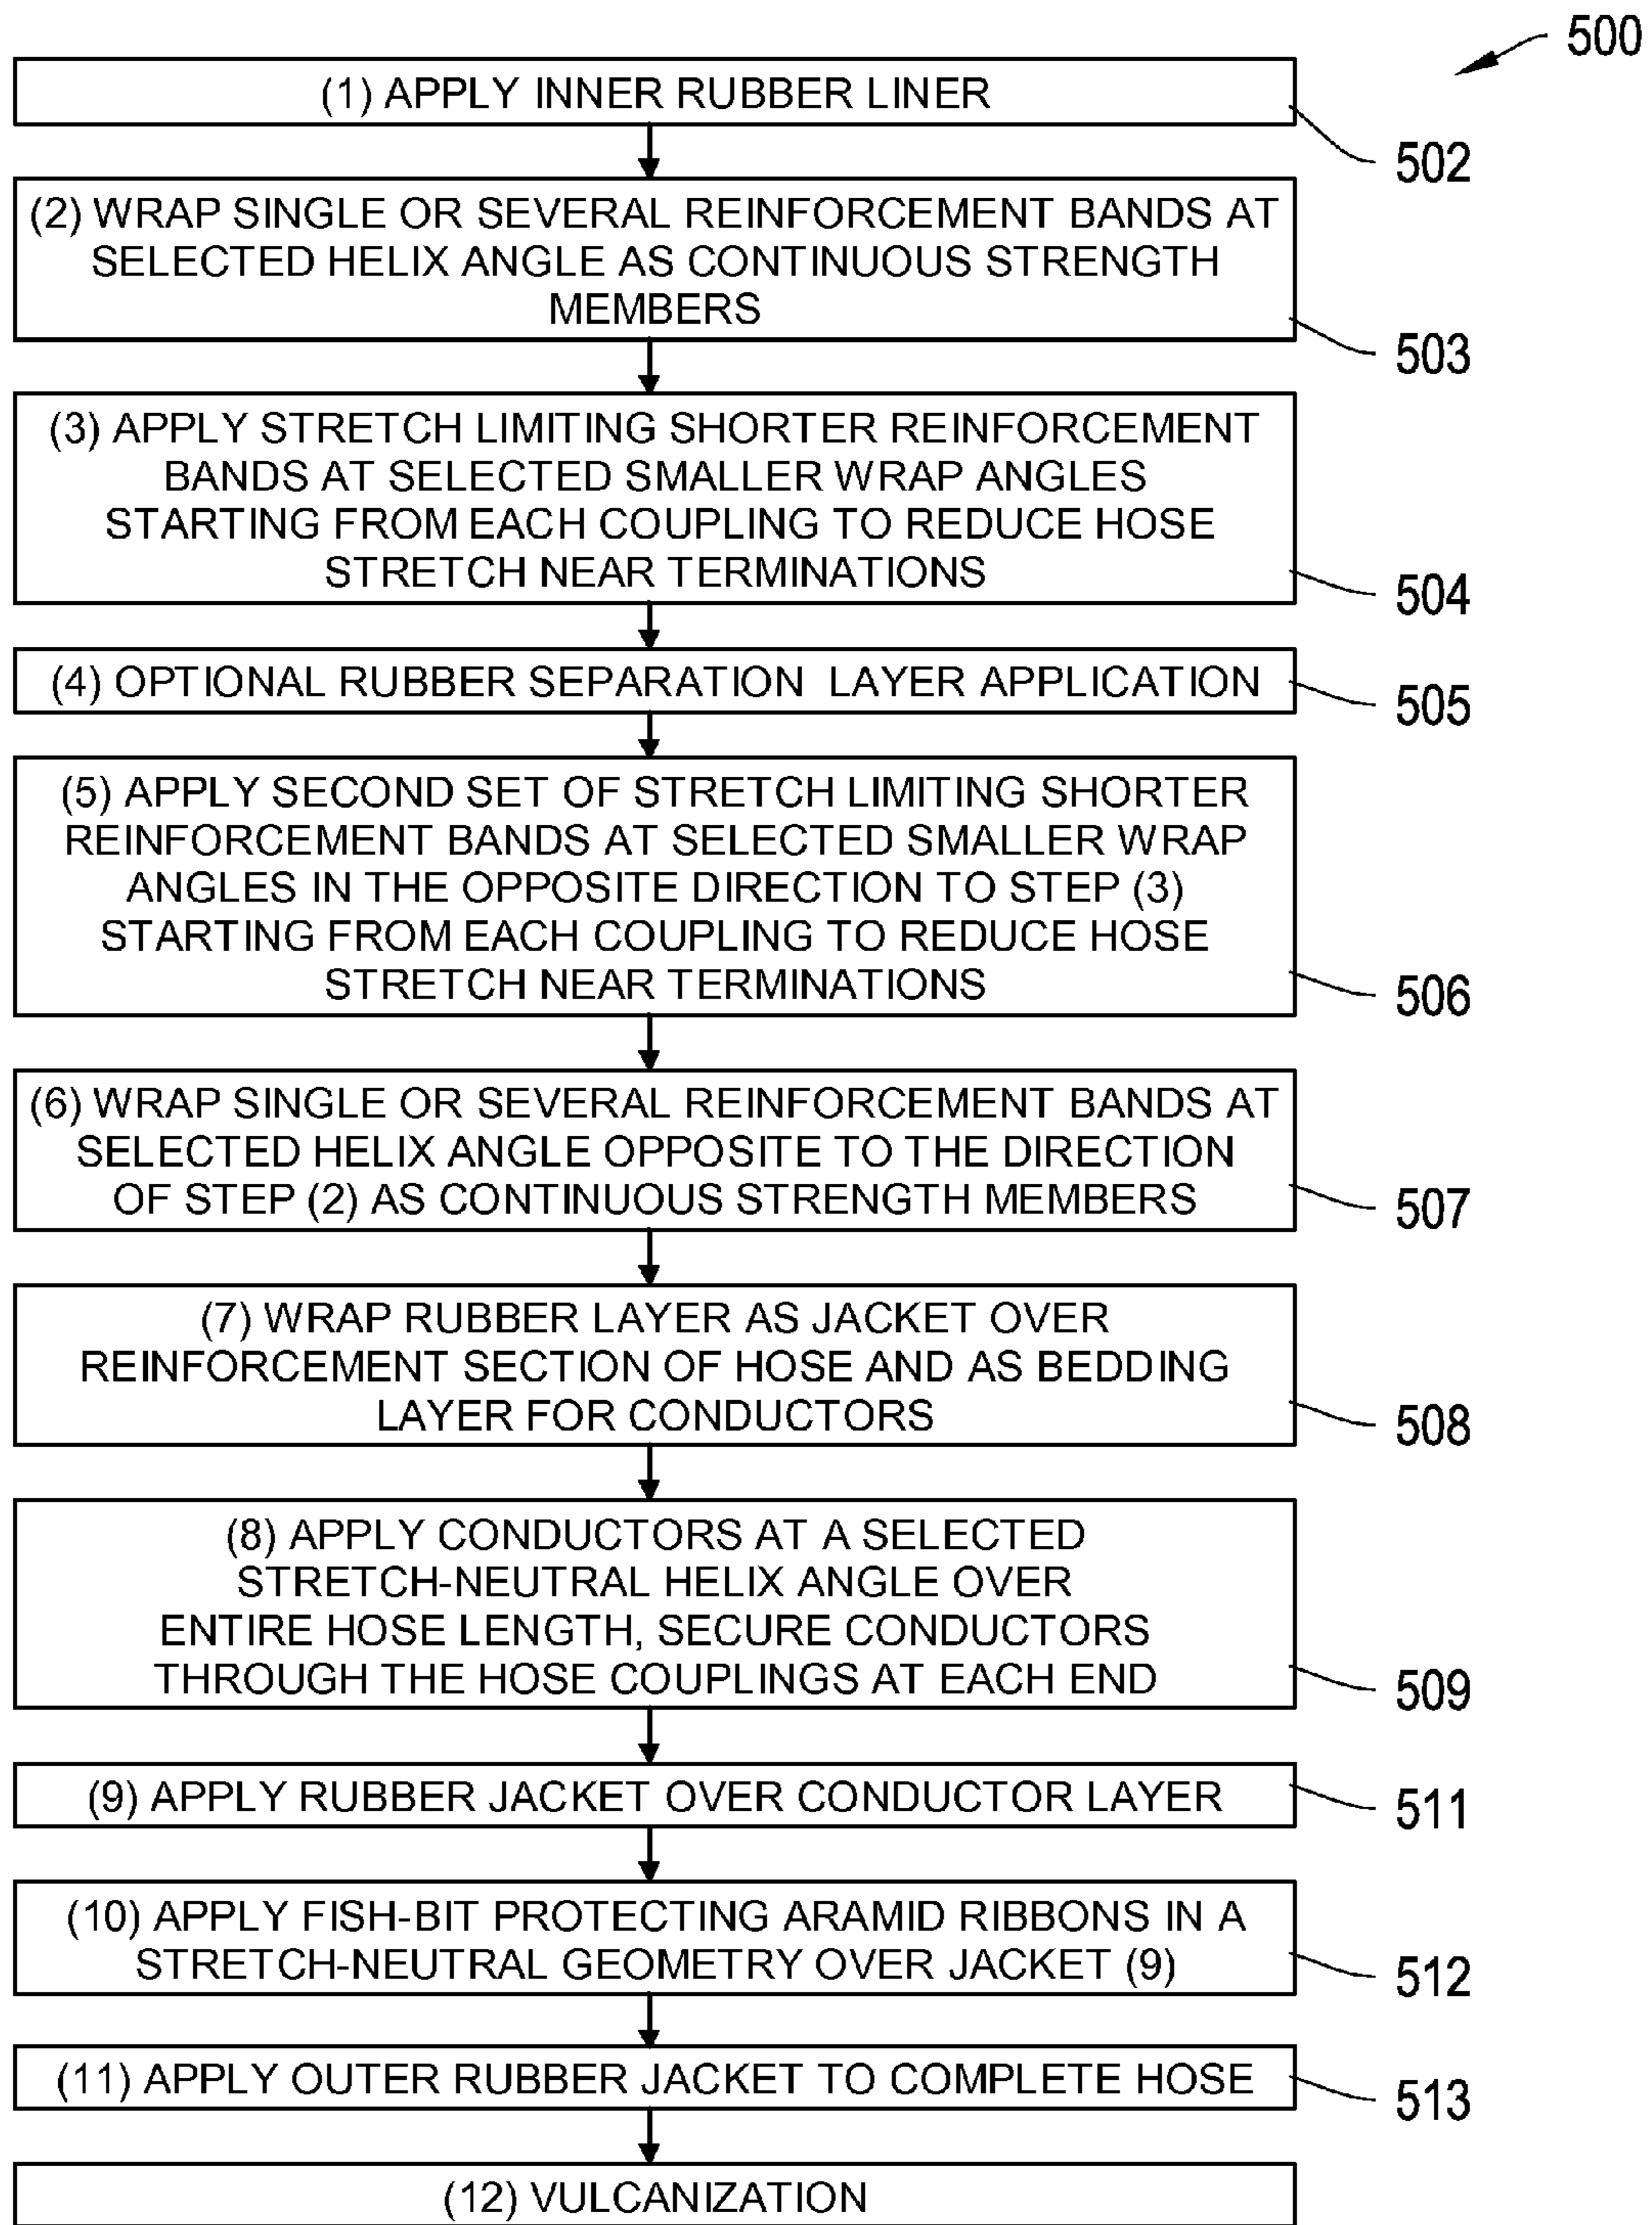 500
(1) APPLY INNER RUBBER LINER
502
(2) WRAP SINGLE OR SEVERAL REINFORCEMENT BANDS AT
SELECTED HELIX ANGLE AS CONTINUOUS STRENGTH
MEMBERS
503
(3) APPLY STRETCH LIMITING SHORTER REINFORCEMENT
BANDS AT SELECTED SMALLER WRAP ANGLES
STARTING FROM EACH COUPLING TO REDUCE HOSE
STRETCH NEAR TERMINATIONS
504
(4) OPTIONAL RUBBER SEPARATION LAYER APPLICATION
505
(5) APPLY SECOND SET OF STRETCH LIMITING SHORTER
REINFORCEMENT BANDS AT SELECTED SMALLER WRAP
ANGLES IN THE OPPOSITE DIRECTION TO STEP (3)
STARTING FROM EACH COUPLING TO REDUCE HOSE
STRETCH NEAR TERMINATIONS
506
(6) WRAP SINGLE OR SEVERAL REINFORCEMENT BANDS AT
SELECTED HELIX ANGLE OPPOSITE TO THE DIRECTION
OF STEP (2) AS CONTINUOUS STRENGTH MEMBERS
507
(7) WRAP RUBBER LAYER AS JACKET OVER
REINFORCEMENT SECTION OF HOSE AND AS BEDDING
LAYER FOR CONDUCTORS
508
(8) APPLY CONDUCTORS AT A SELECTED
STRETCH-NEUTRAL HELIX ANGLE OVER
ENTIRE HOSE LENGTH, SECURE CONDUCTORS
THROUGH THE HOSE COUPLINGS AT EACH END
509
(9) APPLY RUBBER JACKET OVER CONDUCTOR LAYER
511
(10) APPLY FISH-BIT PROTECTING ARAMID RIBBONS IN A
STRETCH-NEUTRAL GEOMETRY OVER JACKET (9)
512
(11) APPLY OUTER RUBBER JACKET TO COMPLETE HOSE
513
(12) VULCANIZATION